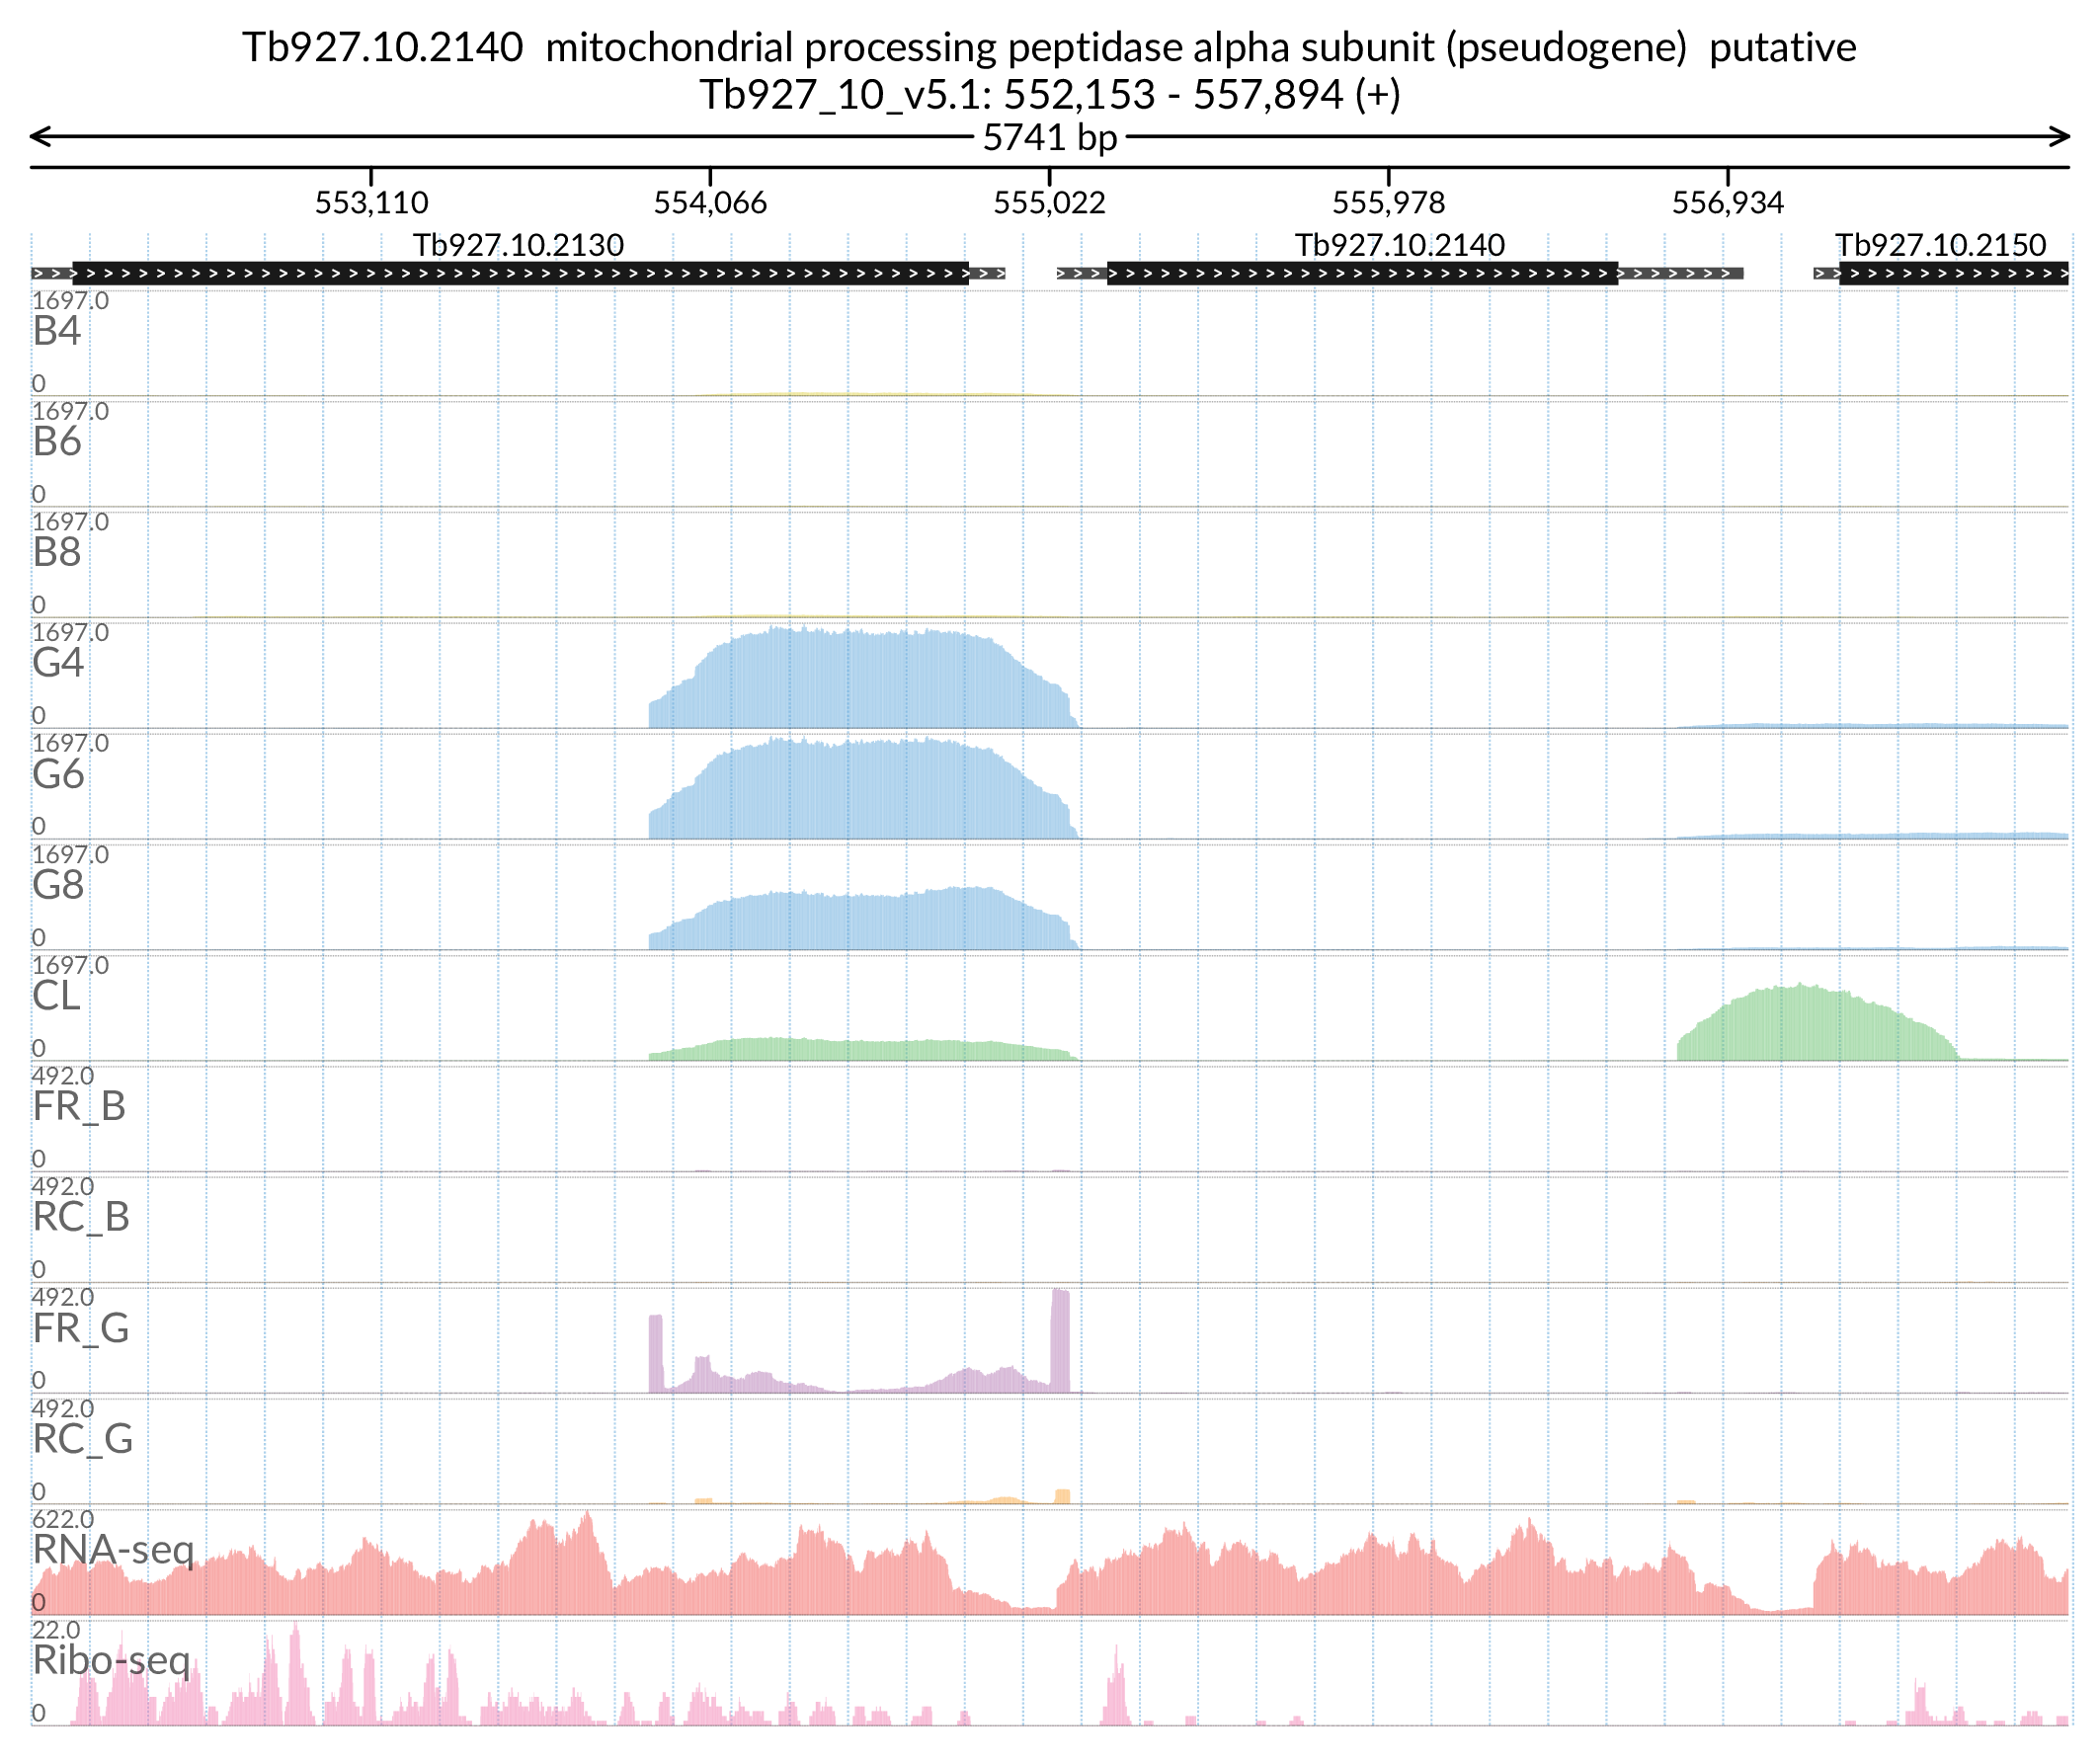 Tb927.10.2140  mitochondrial processing peptidase alpha subunit (pseudogene)  putative
Tb927_10_v5.1: 552,153 - 557,894 (+)
5741 bp
553,110 554,066 555,022 555,978 556,934
Tb927.10.2130 Tb927.10.2140 Tb927.10.2150
1697.0
B4
0
1697.0
B6
0
1697.0
B8
0
1697.0
G4
0
1697.0
G6
0
1697.0
G8
0
1697.0
CL
0
492.0
FR_B
0
492.0
RC_B
0
492.0
FR_G
0
492.0
RC_G
0
622.0
RNA-seq
0
22.0
Ribo-seq
0